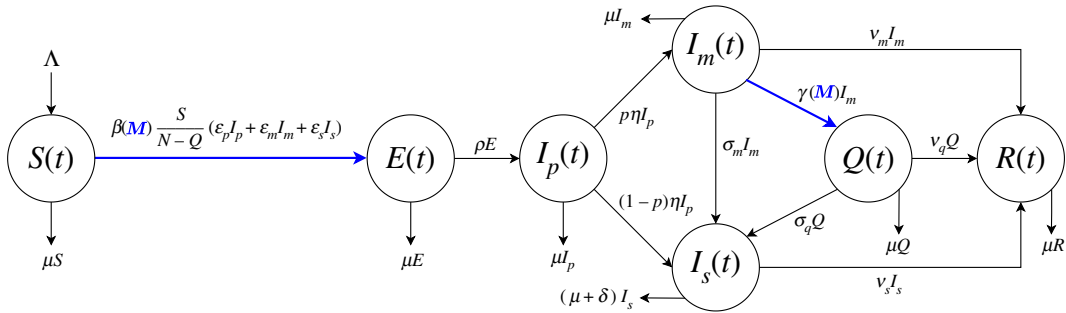 Λ
S(t)
μS
β(M) S/(N−Q) (ε_p I_p + ε_m I_m + ε_s I_s)
E(t)
μE
ρE
I_p(t)
μI_p
pηI_p
(1−p)ηI_p
μI_m
I_m(t)
ν_m I_m
γ(M)I_m
σ_m I_m
Q(t)
ν_q Q
μQ
σ_q Q
R(t)
μR
I_s(t)
(μ+δ) I_s
ν_s I_s